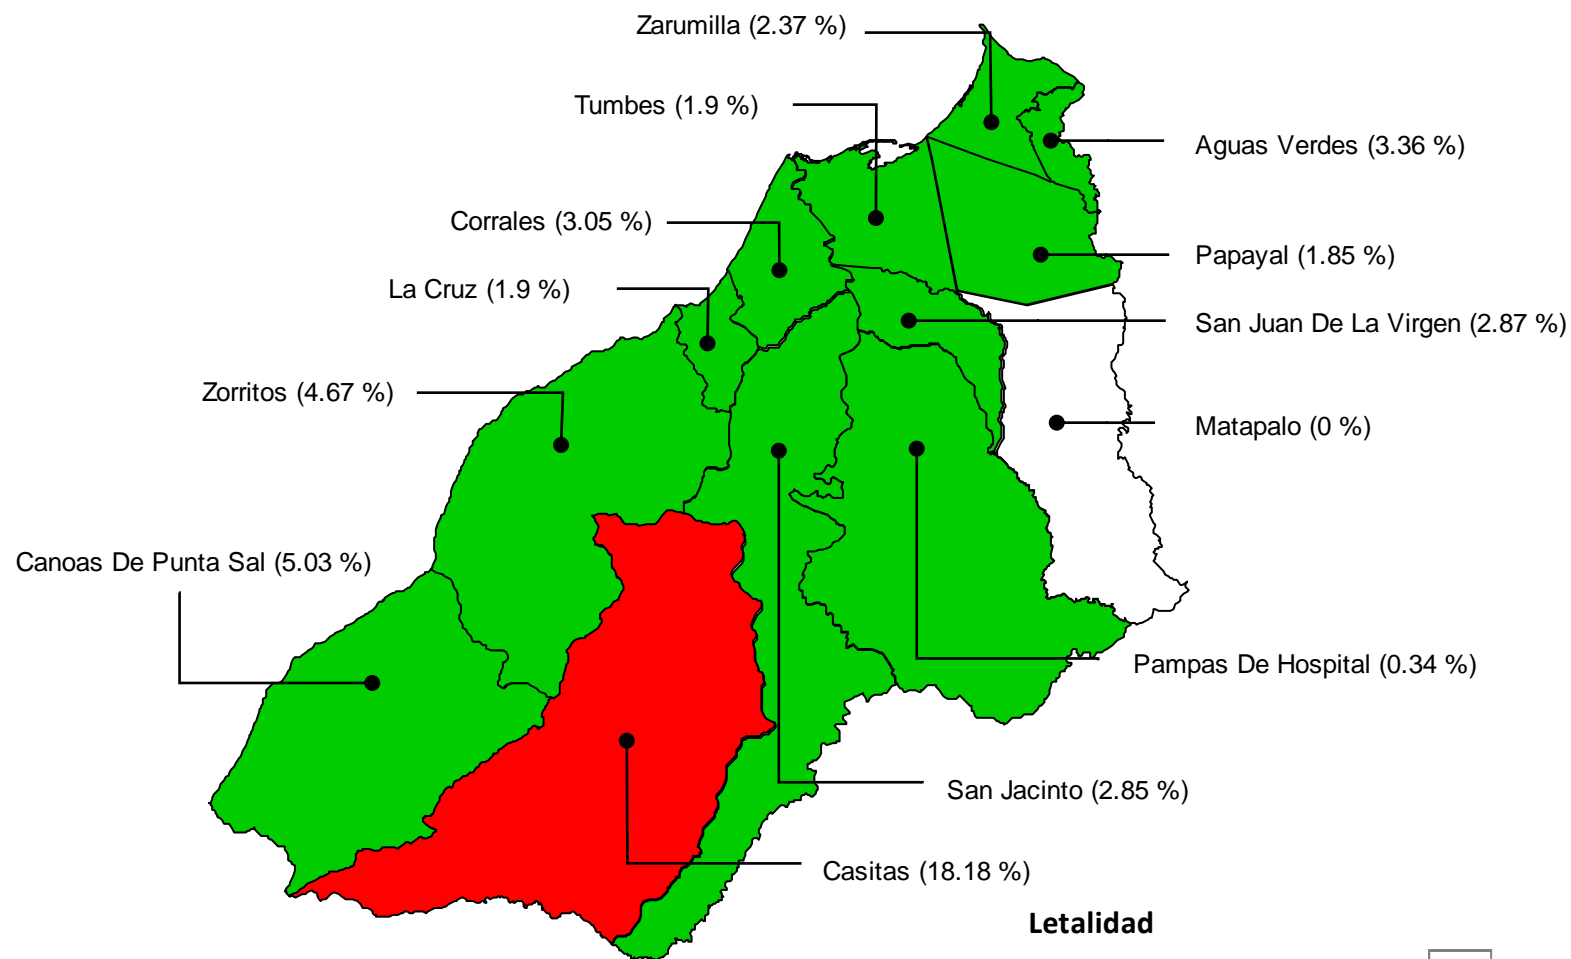 Zarumilla (2.37 %)
Tumbes (1.9 %)
Aguas Verdes (3.36 %)
Corrales (3.05 %)
Papayal (1.85 %)
La Cruz (1.9 %)
San Juan De La Virgen (2.87 %)
Zorritos (4.67 %)
Matapalo (0 %)
Canoas De Punta Sal (5.03 %)
Pampas De Hospital (0.34 %)
San Jacinto (2.85 %)
Casitas (18.18 %)
Letalidad